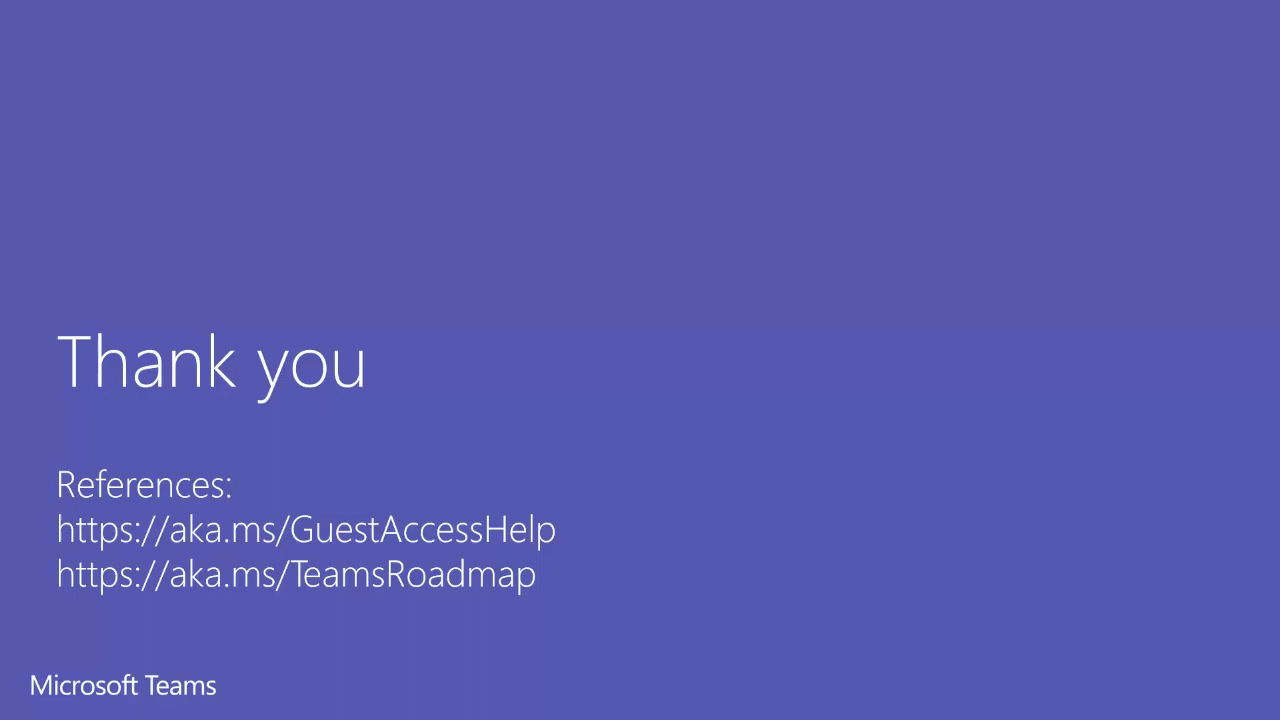 Thank you
References:
https://aka.ms/GuestAccessHelp
https://aka.ms/TeamsRoadmap
Microsoft Teams